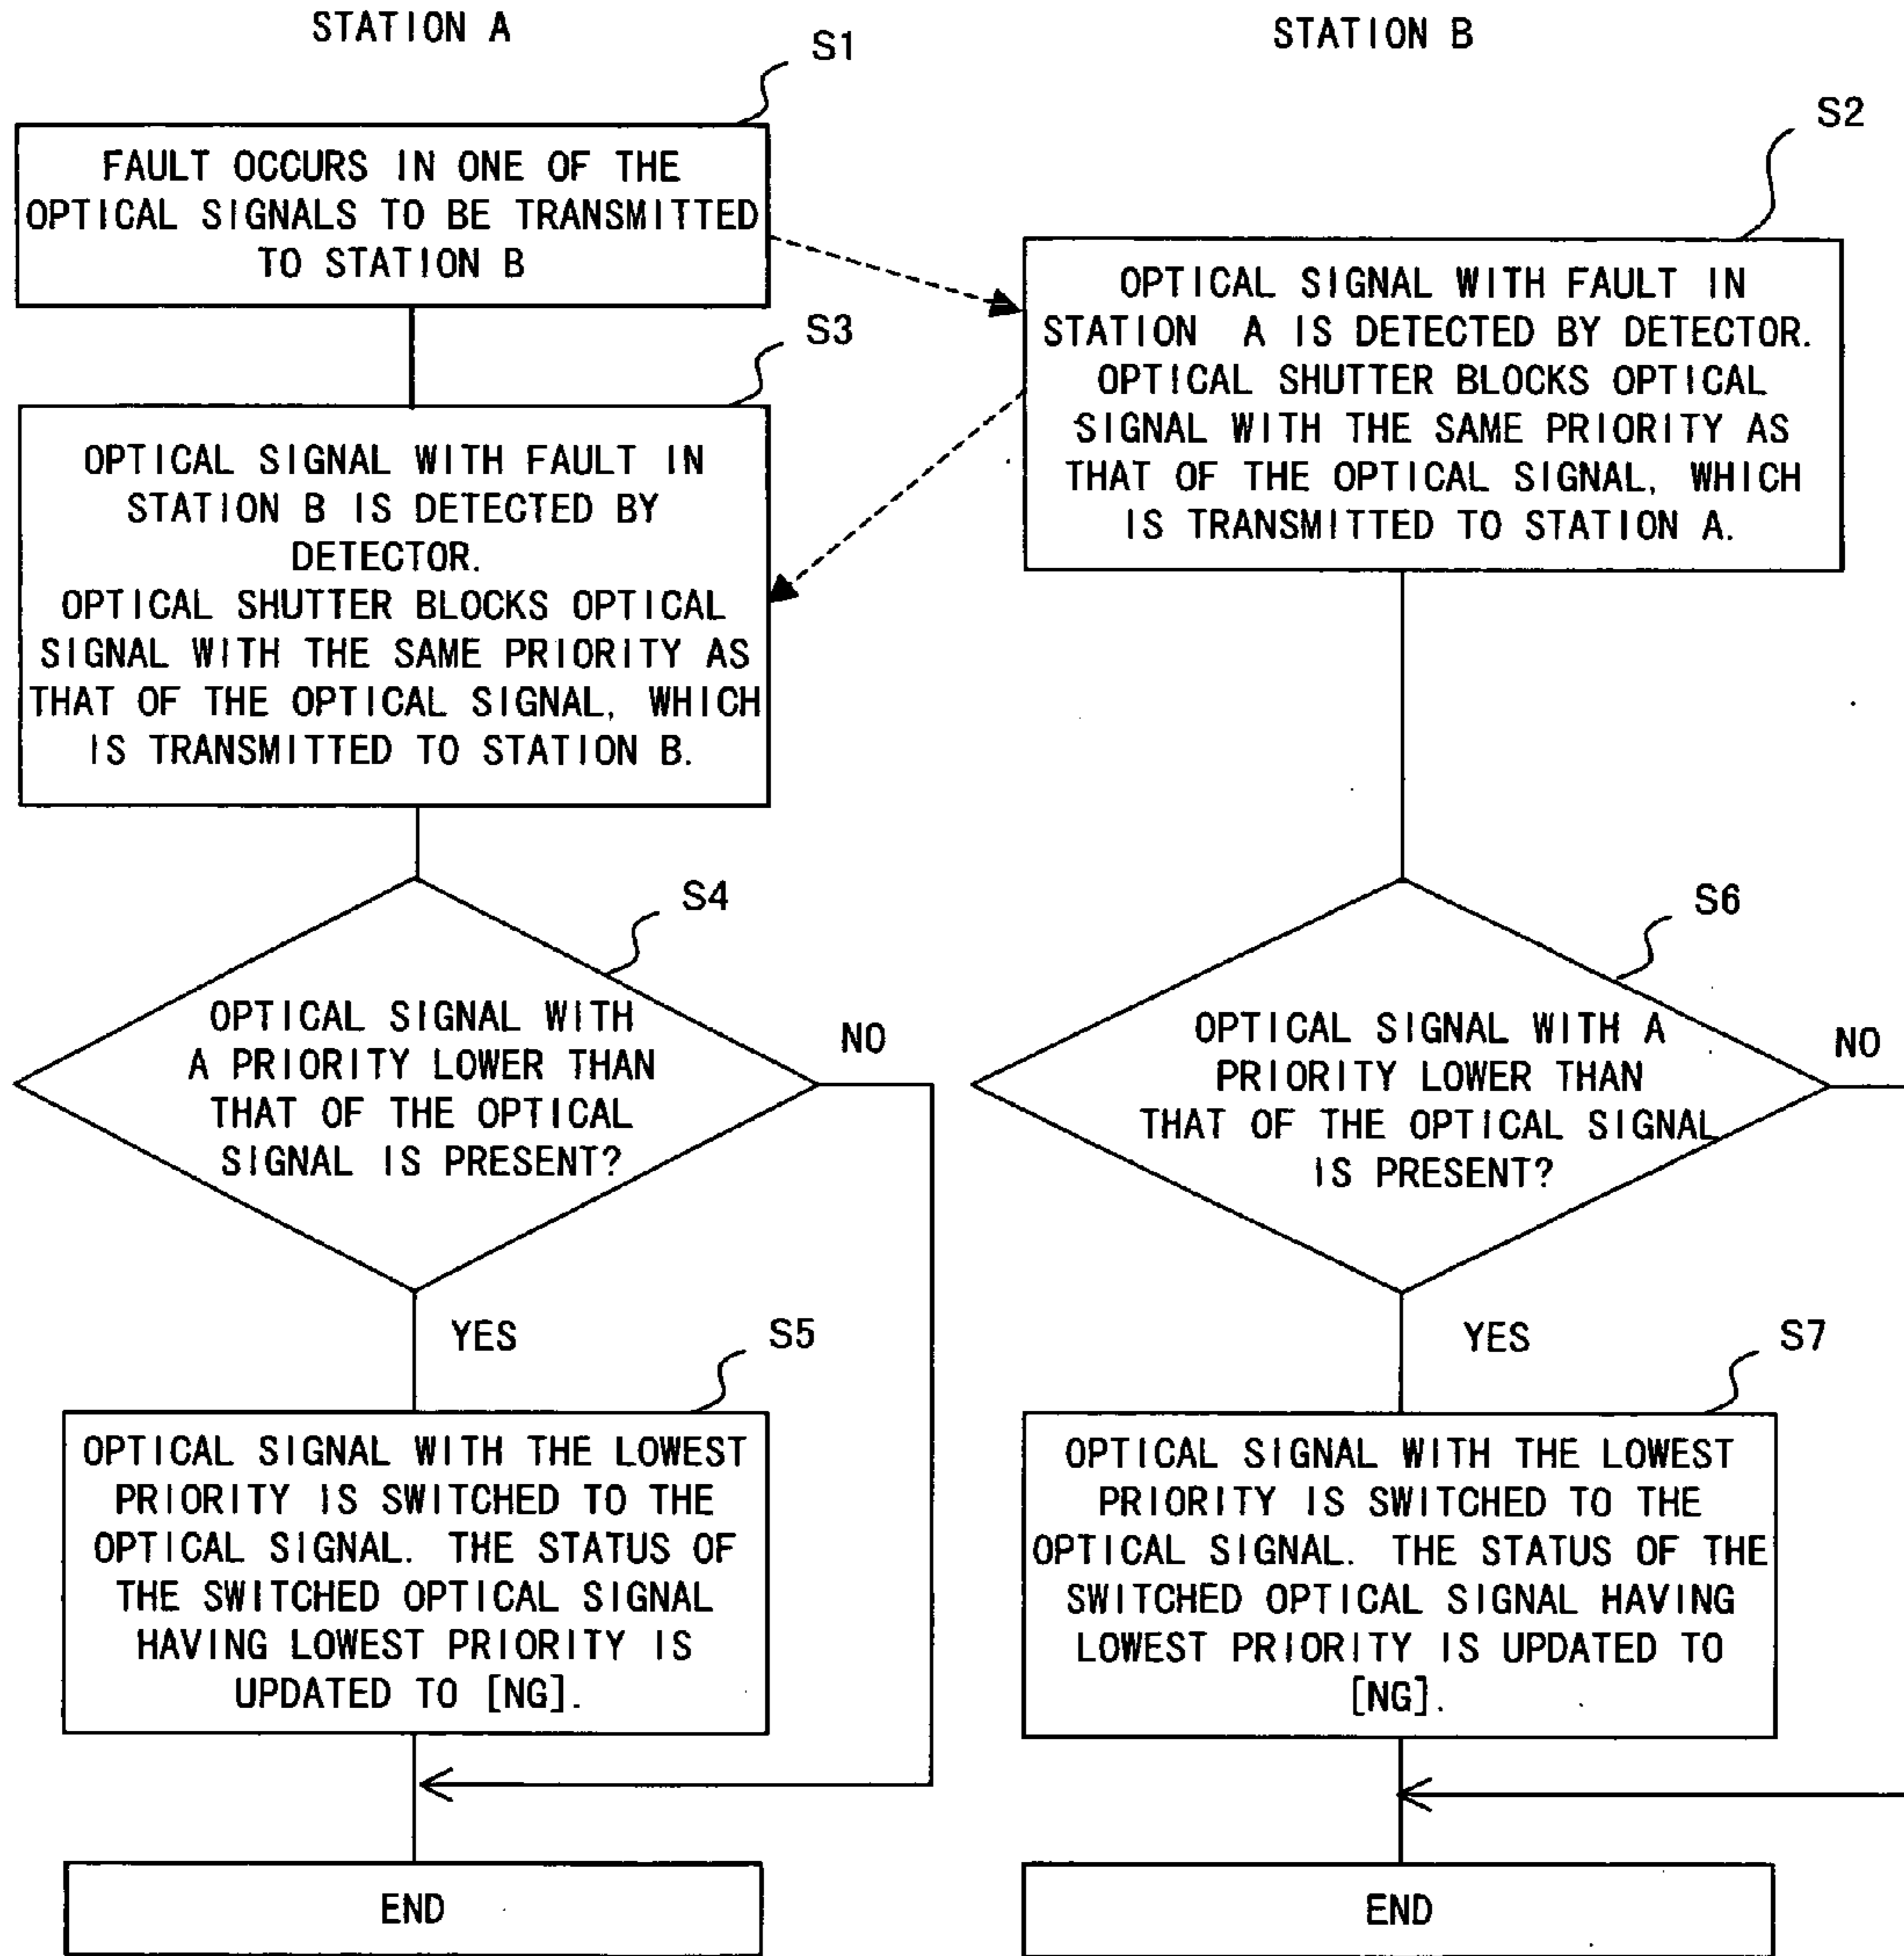 STATION A
STATION B
S1
FAULT OCCURS IN ONE OF THE
OPTICAL SIGNALS TO BE TRANSMITTED
TO STATION B
S2
OPTICAL SIGNAL WITH FAULT IN
STATION A IS DETECTED BY DETECTOR.
OPTICAL SHUTTER BLOCKS OPTICAL
SIGNAL WITH THE SAME PRIORITY AS
THAT OF THE OPTICAL SIGNAL, WHICH
IS TRANSMITTED TO STATION A.
S3
OPTICAL SIGNAL WITH FAULT IN
STATION B IS DETECTED BY
DETECTOR.
OPTICAL SHUTTER BLOCKS OPTICAL
SIGNAL WITH THE SAME PRIORITY AS
THAT OF THE OPTICAL SIGNAL, WHICH
IS TRANSMITTED TO STATION B.
S4
OPTICAL SIGNAL WITH
A PRIORITY LOWER THAN
THAT OF THE OPTICAL
SIGNAL IS PRESENT?
NO
YES
S6
OPTICAL SIGNAL WITH A
PRIORITY LOWER THAN
THAT OF THE OPTICAL SIGNAL
IS PRESENT?
NO
YES
S5
OPTICAL SIGNAL WITH THE LOWEST
PRIORITY IS SWITCHED TO THE
OPTICAL SIGNAL. THE STATUS OF
THE SWITCHED OPTICAL SIGNAL
HAVING LOWEST PRIORITY IS
UPDATED TO [NG].
S7
OPTICAL SIGNAL WITH THE LOWEST
PRIORITY IS SWITCHED TO THE
OPTICAL SIGNAL. THE STATUS OF THE
SWITCHED OPTICAL SIGNAL HAVING
LOWEST PRIORITY IS UPDATED TO
[NG].
END
END